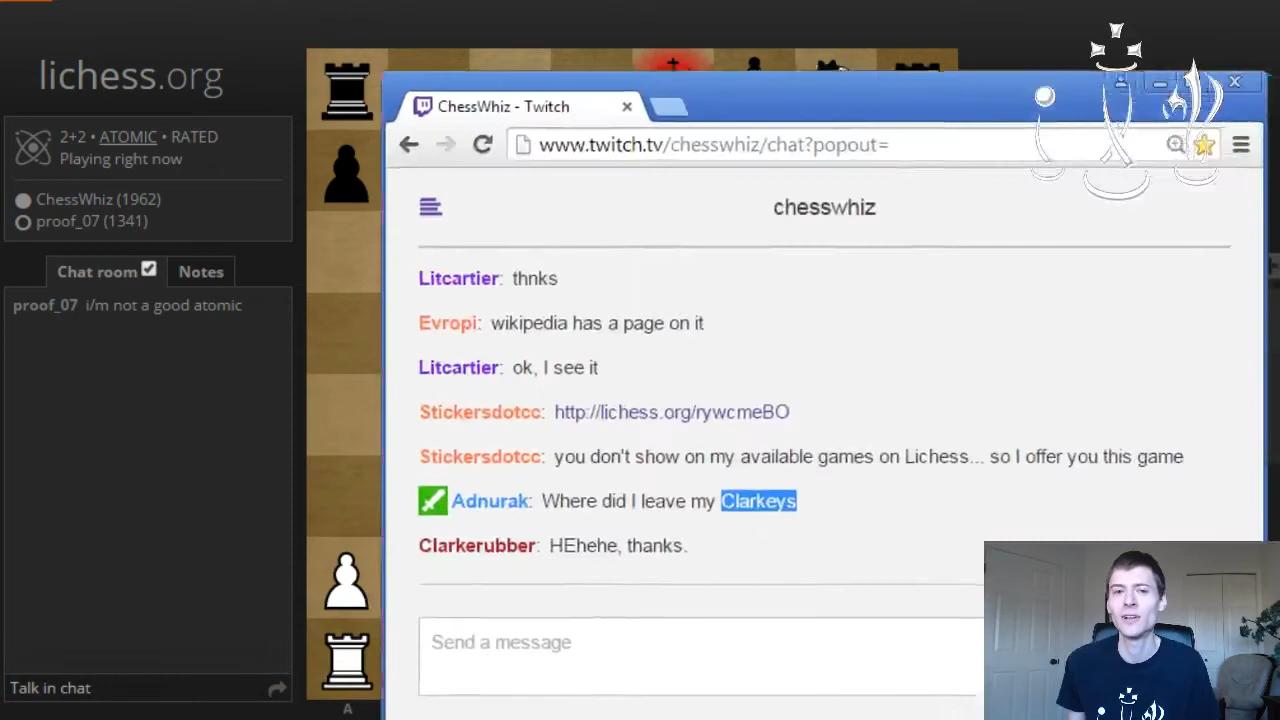 lichess.org
2+2 • ATOMIC • RATED
Playing right now
ChessWhiz (1962)
proof_07 (1341)
Chat room
Notes
proof_07 i/m not a good atomic
Talk in chat
A
ChessWhiz - Twitch
www.twitch.tv/chesswhiz/chat?popout=
chesswhiz
Litcartier: thnks
Evropi: wikipedia has a page on it
Litcartier: ok, I see it
Stickersdotcc: http://lichess.org/rywcmeBO
Stickersdotcc: you don't show on my available games on Lichess... so I offer you this game
Adnurak: Where did I leave my Clarkeys
Clarkerubber: HEhehe, thanks.
Send a message